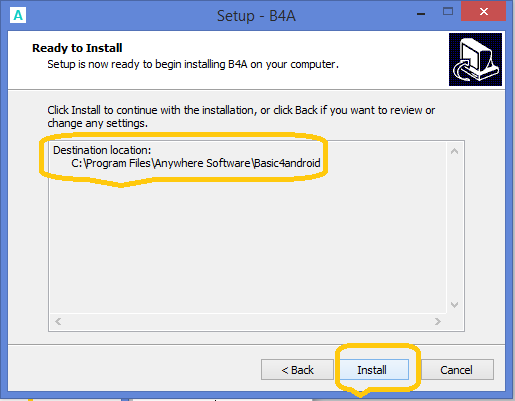 A
Setup - B4A
Ready to Install
Setup is now ready to begin installing B4A on your computer.
Click Install to continue with the installation, or click Back if you want to review or
change any settings.
Destination location:
C:\Program Files\Anywhere Software\Basic4android
< Back
Install
Cancel